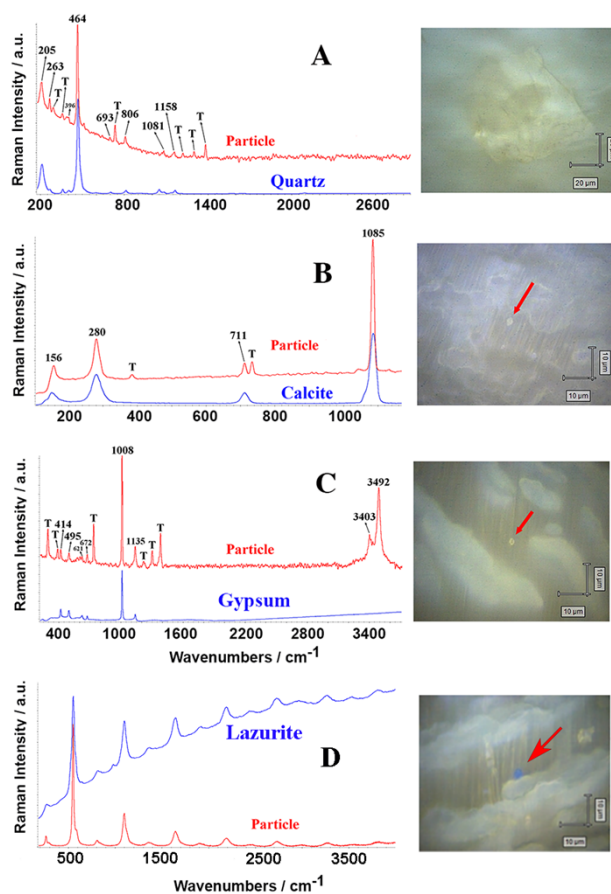 Raman Intensity / a.u.
464
205
263
T
T
396
693
T
806
1081
1158
T
T
T
A
Particle
Quartz
200 800 1400 2000 2600
20 µm
Raman Intensity / a.u.
B
1085
156
280
T
711
T
Particle
Calcite
200 400 600 800 1000
10 µm
10 µm
Raman Intensity / a.u.
1008
C
T
T
414
495
621
672
T
1135
T
T
T
3403
3492
Particle
Gypsum
400 1000 1600 2200 2800 3400
Wavenumbers / cm-1
10 µm
10 µm
Raman Intensity / a.u.
Lazurite
D
Particle
500 1500 2500 3500
Wavenumbers / cm-1
10 µm
10 µm